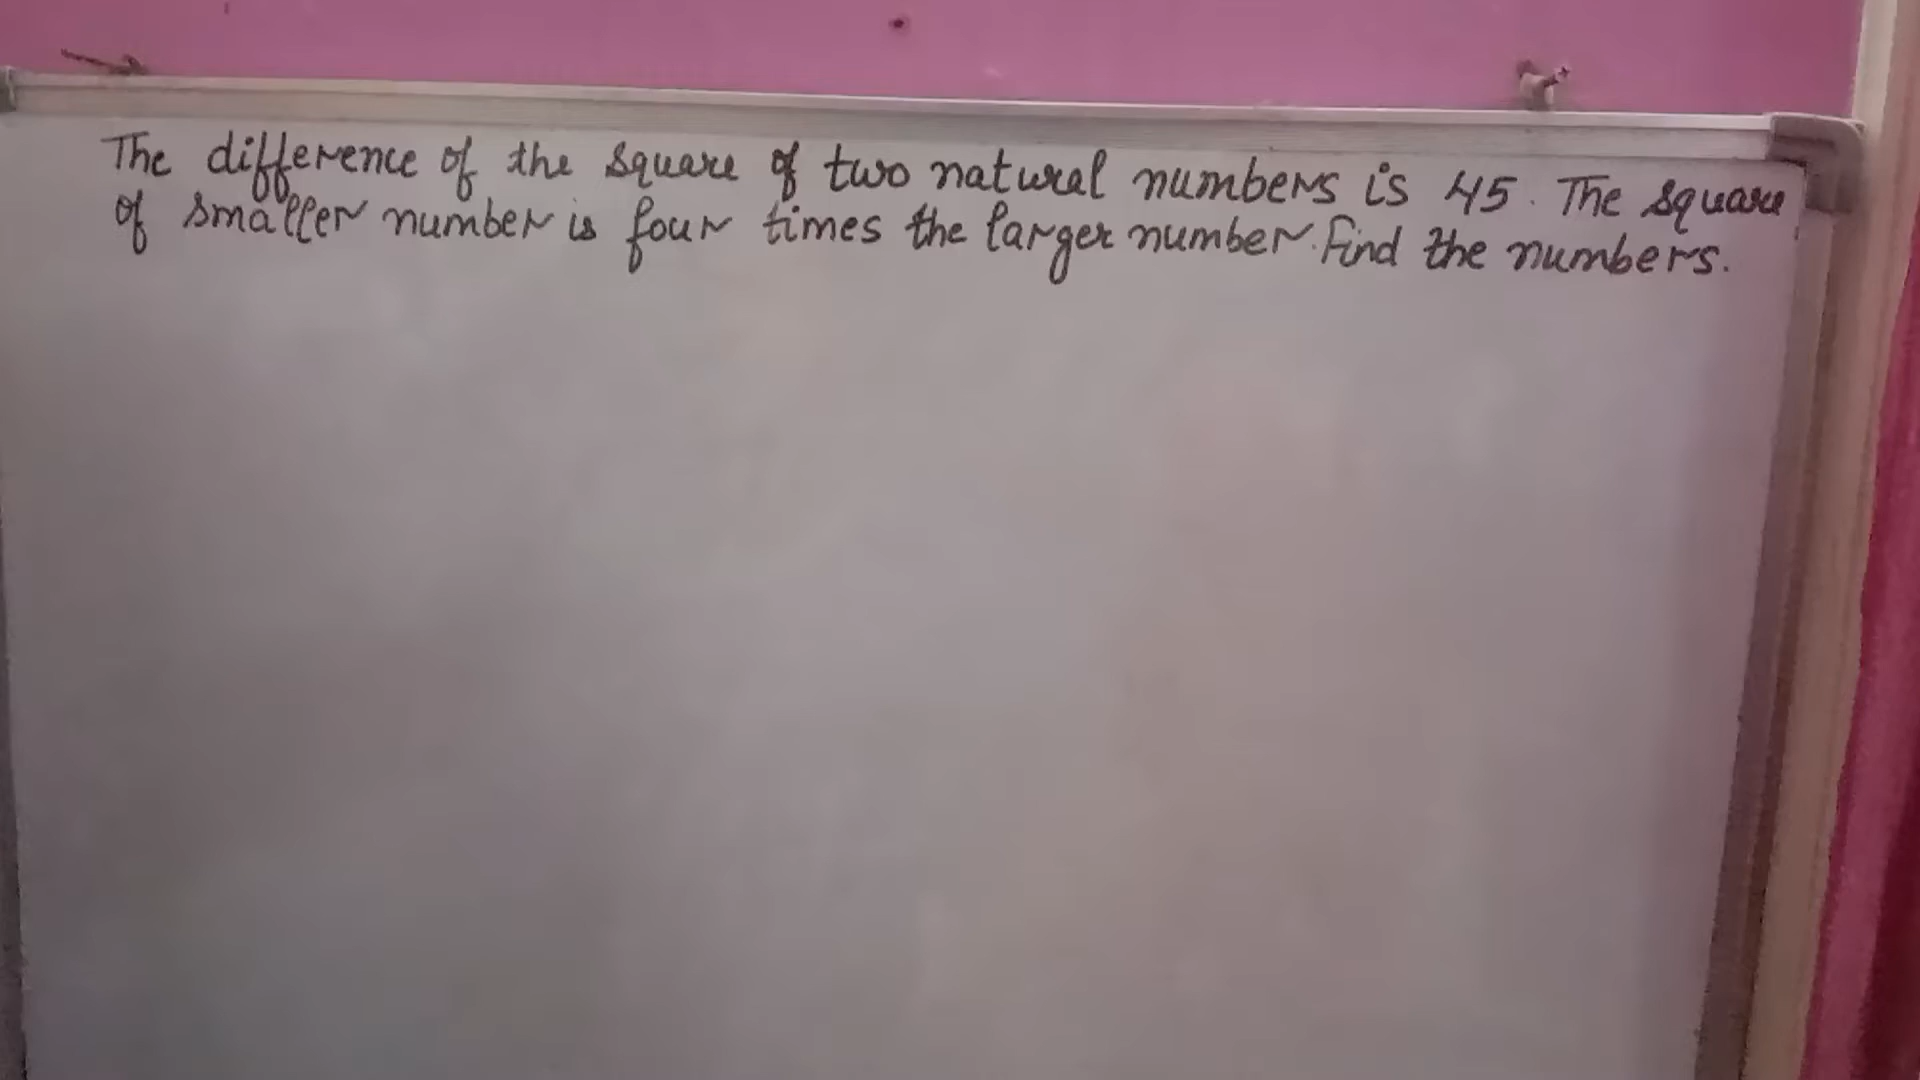 The difference of the square of two natural numbers is 45. The square
of smaller number is four times the larger number. Find the numbers.